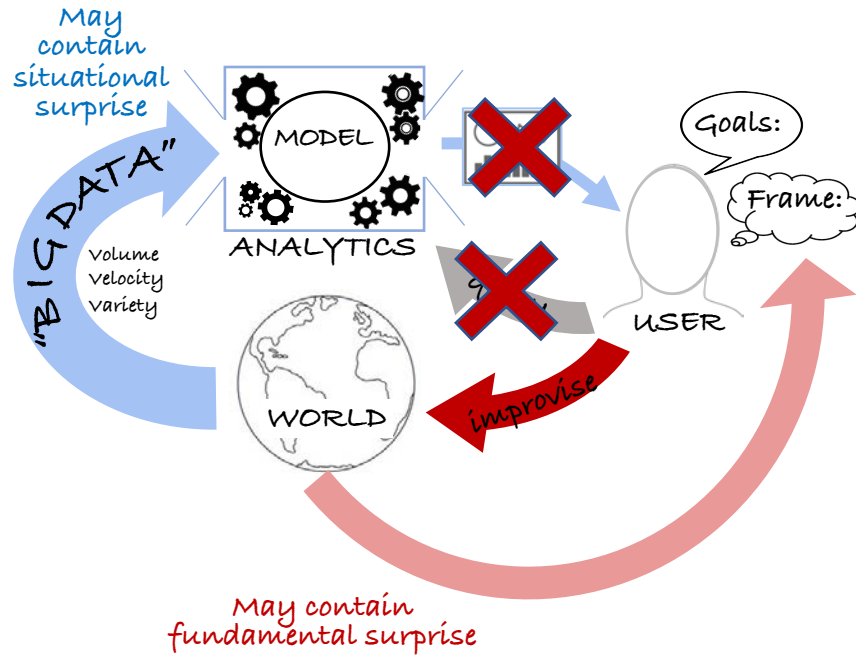 May
contain
situational
surprise
"BIG DATA"
Volume
Velocity
Variety
MODEL
ANALYTICS
Goals:
Frame:
USER
WORLD
improvise
May contain
fundamental surprise